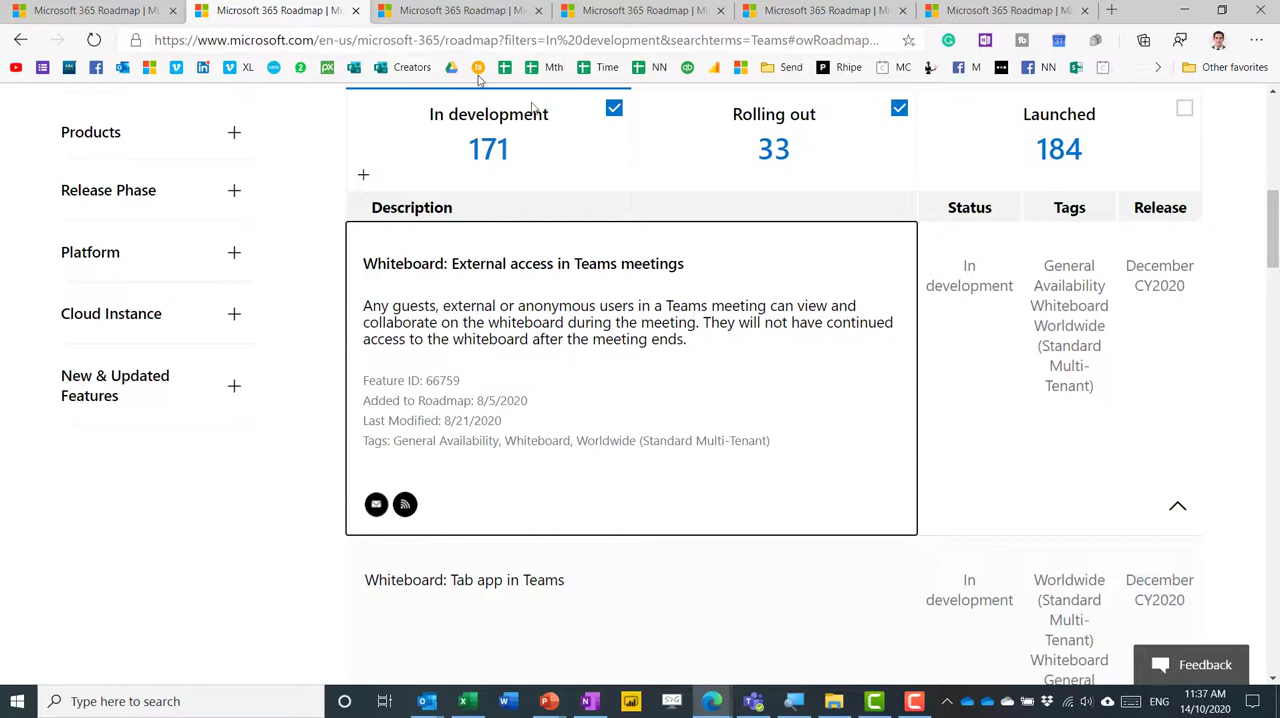 Microsoft 365 Roadmap | Mi
Microsoft 365 Roadmap | Mi
Microsoft 365 Roadmap | Mi
Microsoft 365 Roadmap | Mi
Microsoft 365 Roadmap | Mi
Microsoft 365 Roadmap | Mi
https://www.microsoft.com/en-us/microsoft-365/roadmap?filters=In%20development&searchterms=Teams#owRoadmap...
XL Creators Mth Time NN Send P Rhipe MC M NN Other favorites
Products
Release Phase
Platform
Cloud Instance
New & Updated
Features
In development
171
Rolling out
33
Launched
184
Description
Status
Tags
Release
Whiteboard: External access in Teams meetings
Any guests, external or anonymous users in a Teams meeting can view and
collaborate on the whiteboard during the meeting. They will not have continued
access to the whiteboard after the meeting ends.
Feature ID: 66759
Added to Roadmap: 8/5/2020
Last Modified: 8/21/2020
Tags: General Availability, Whiteboard, Worldwide (Standard Multi-Tenant)
In
development
General
Availability
Whiteboard
Worldwide
(Standard
Multi-
Tenant)
December
CY2020
Whiteboard: Tab app in Teams
In
development
Worldwide
(Standard
Multi-
Tenant)
Whiteboard
General
December
CY2020
Feedback
Type here to search
ENG
11:37 AM
14/10/2020